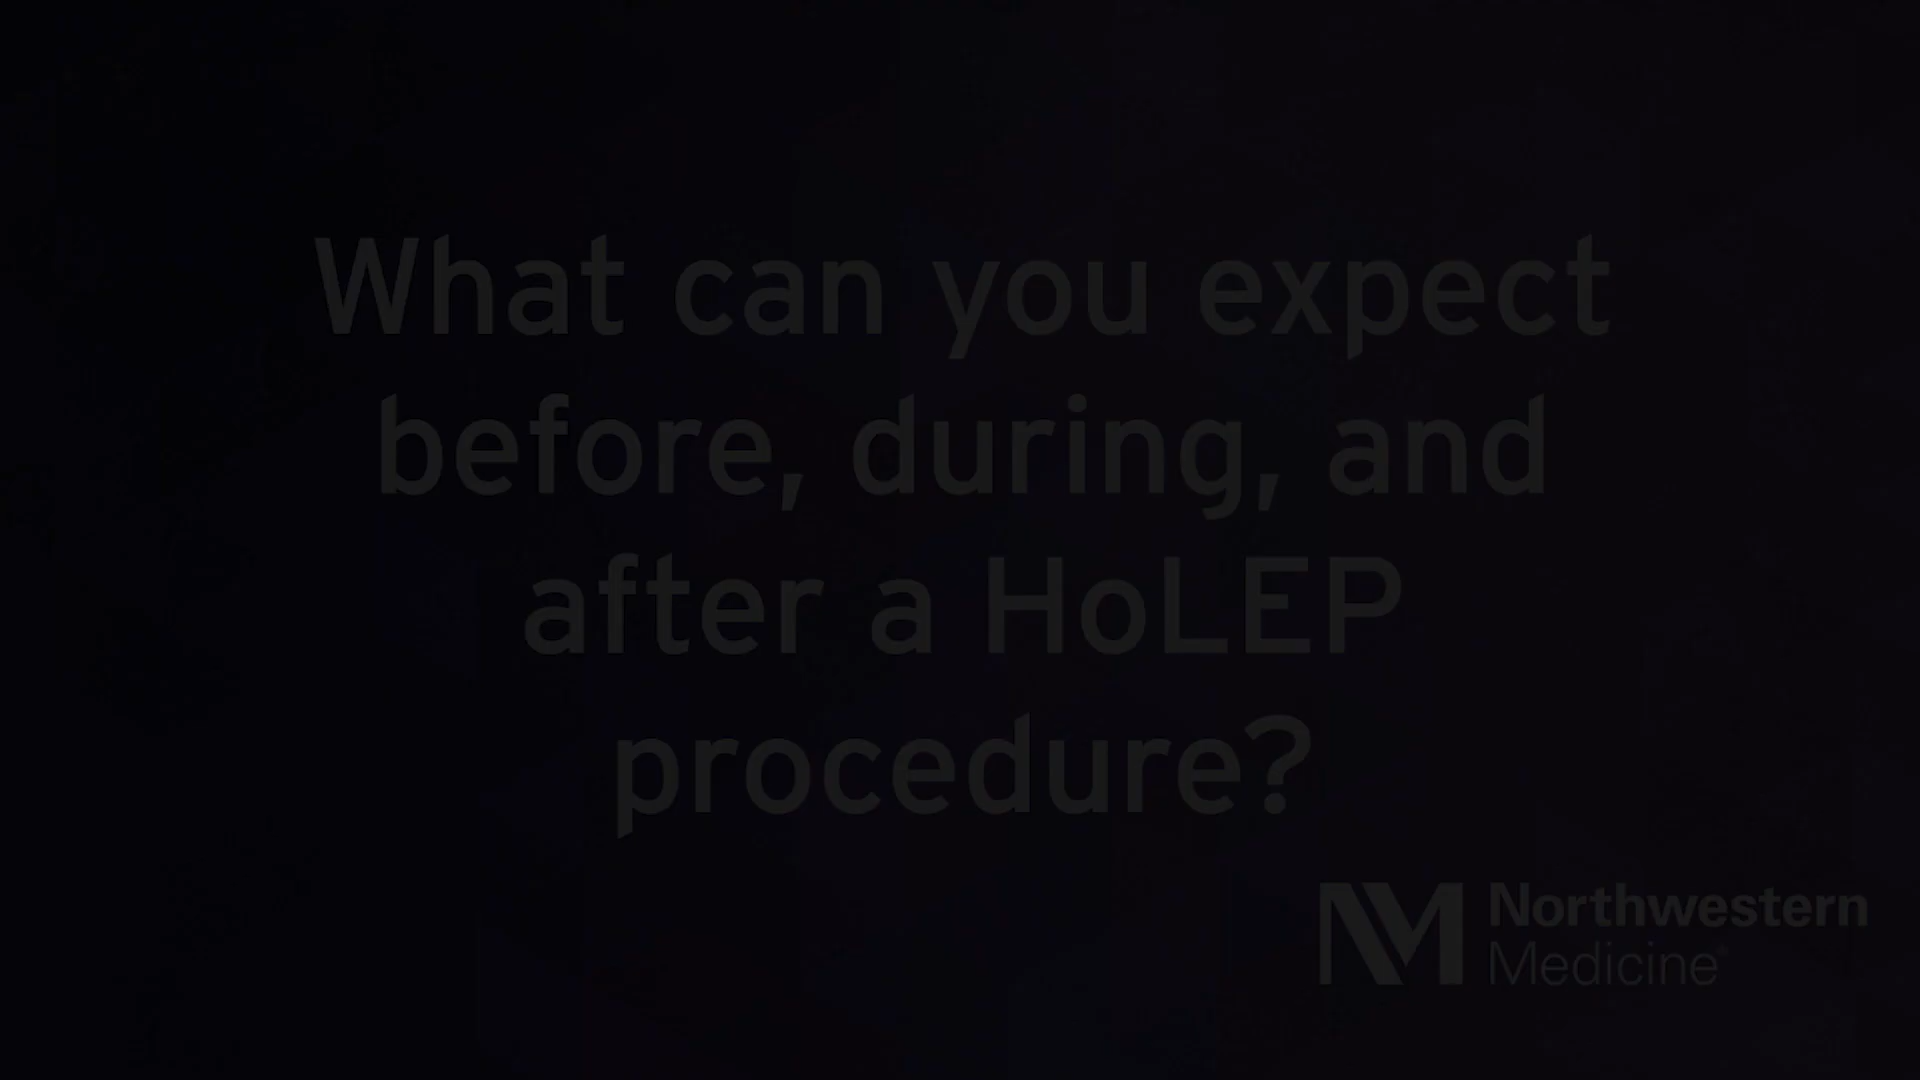 What can you expect
before, during, and
after a HoLEP
procedure?
Northwestern
Medicine